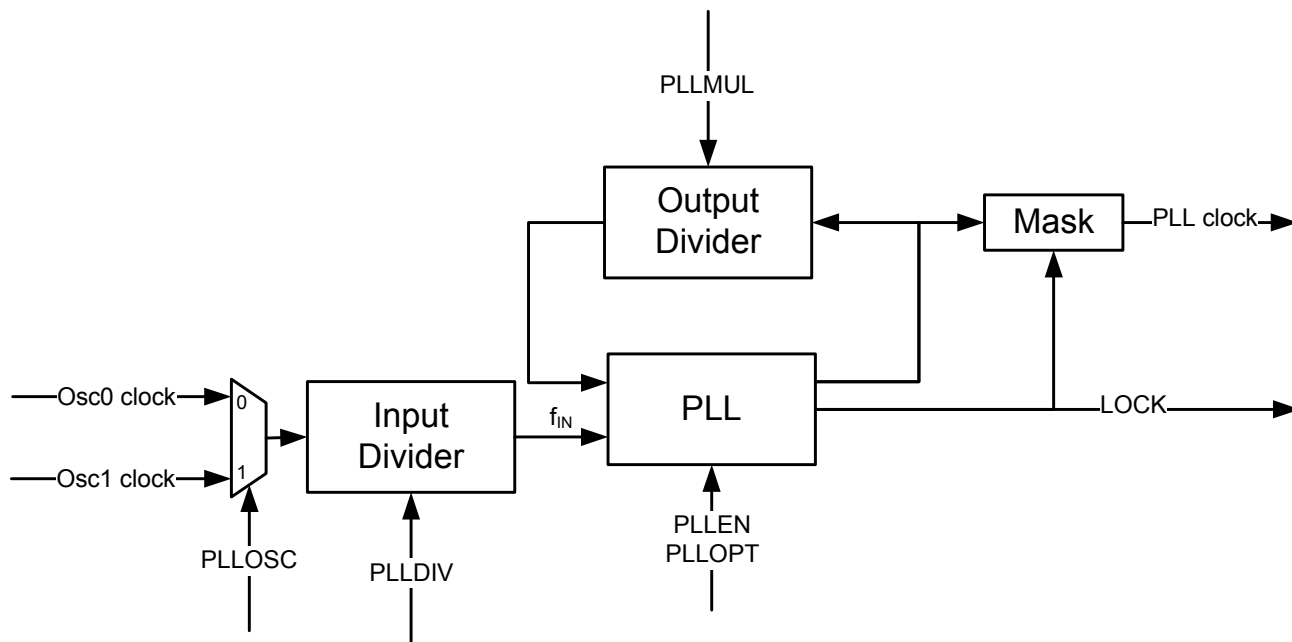 PLLMUL
Output
Divider
Mask
PLL clock
Osc0 clock
0
Input
Divider
fIN
PLL
LOCK
Osc1 clock
1
PLLOSC
PLLDIV
PLLEN
PLLOPT